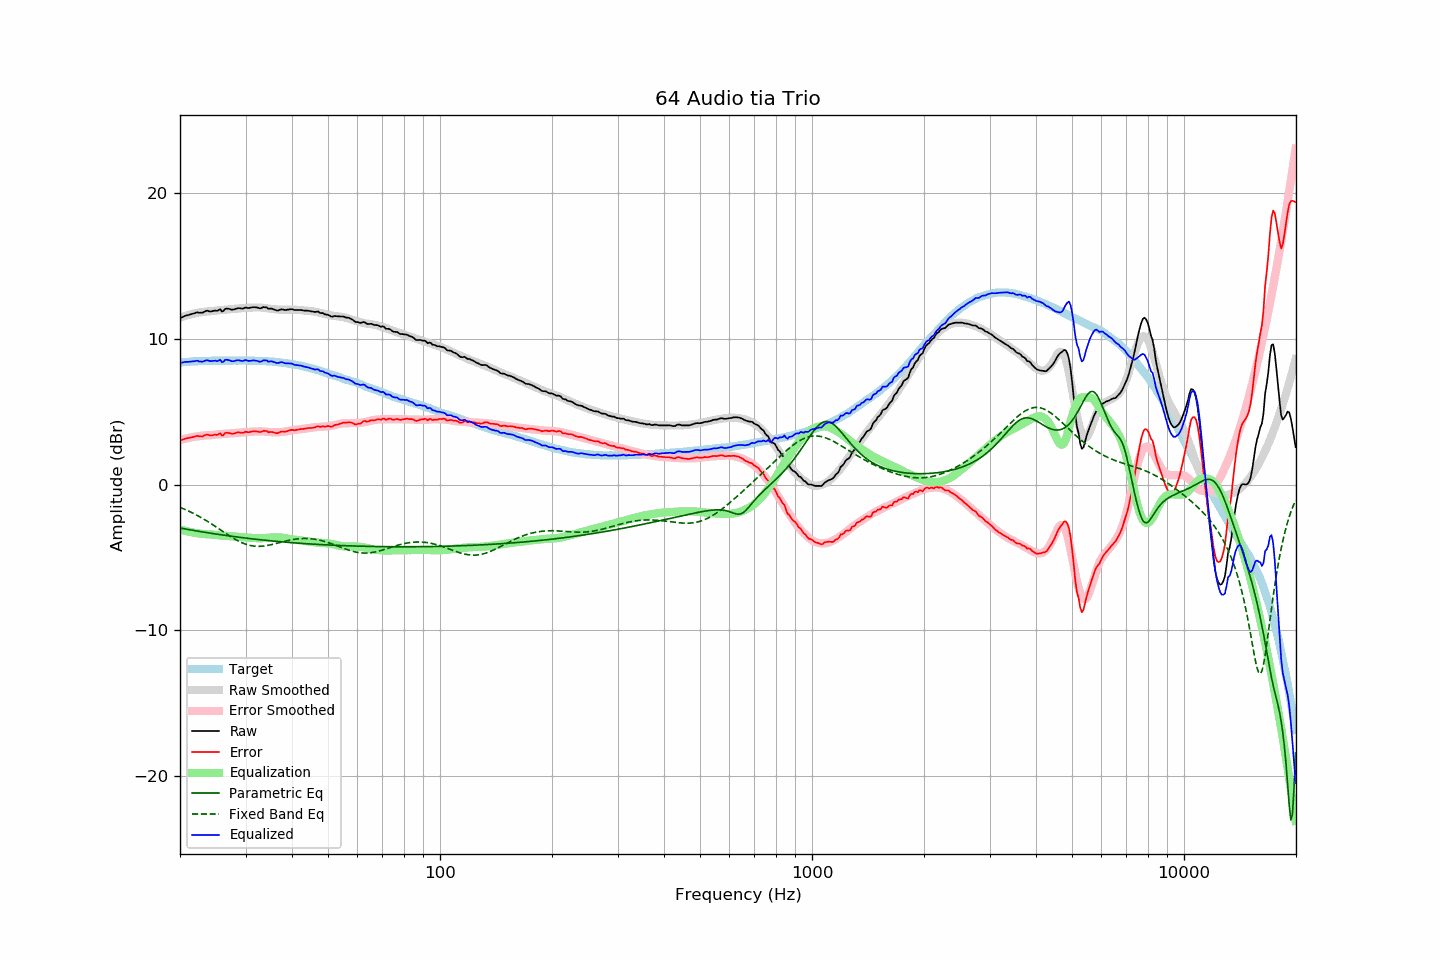 64 Audio tia Trio
20
10
0
−10
−20
Amplitude (dBr)
Target
Raw Smoothed
Error Smoothed
Raw
Error
Equalization
Parametric Eq
Fixed Band Eq
Equalized
100
1000
10000
Frequency (Hz)